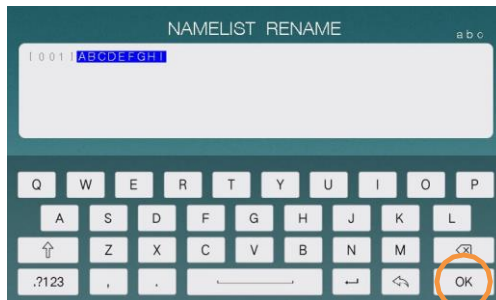 NAMELIST RENAME
abc
|001|ABCDEFGHI
Q W E R T Y U I O P
A S D F G H J K L
Z X C V B N M
.?123 , . OK